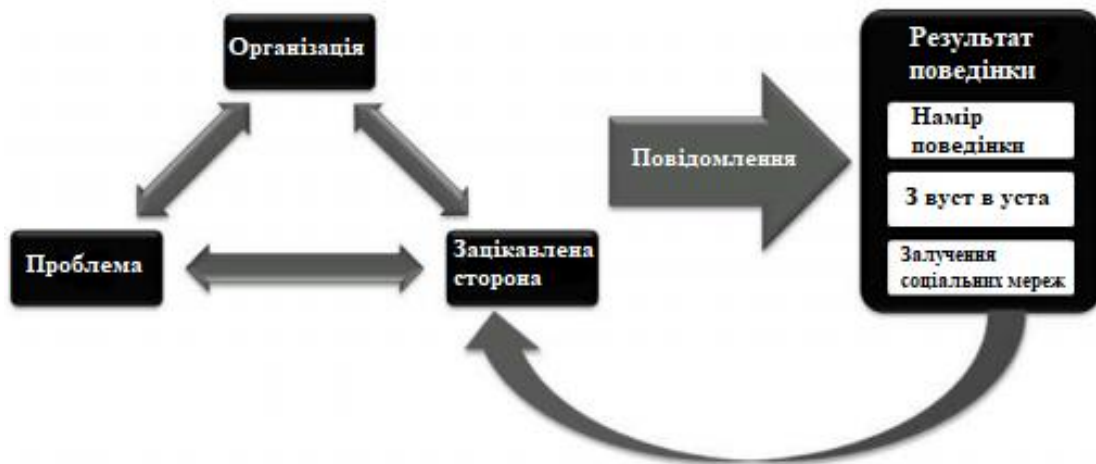 Організація
Проблема
Зацікавлена
сторона
Повідомлення
Результат
поведінки
Намір
поведінки
З вуст в уста
Залучення
соціальних мереж